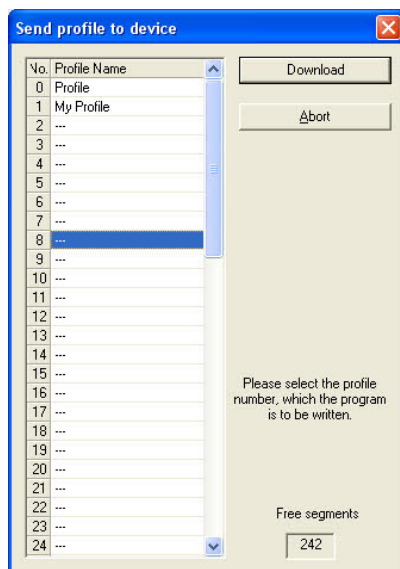 Send profile to device
No. Profile Name
0 Profile
1 My Profile
2 ---
3 ---
4 ---
5 ---
6 ---
7 ---
8 ---
9 ---
10 ---
11 ---
12 ---
13 ---
14 ---
15 ---
16 ---
17 ---
18 ---
19 ---
20 ---
21 ---
22 ---
23 ---
24 ---
Download
Abort
Please select the profile
number, which the program
is to be written.
Free segments
242